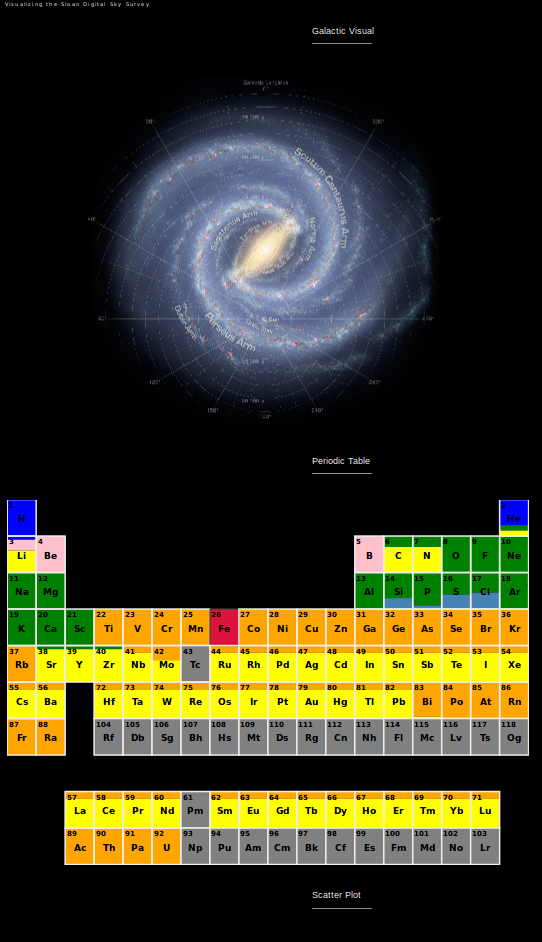 Visualizing the Sloan Digital Sky Survey
Galactic Visual
Galactic Longitude
0°
Scutum Centaurus Arm
Sagittarius Arm
Norma Arm
Perseus Arm
Sun
Periodic Table
1 2
H He
3 4 5 6 7 8 9 10
Li Be B C N O F Ne
11 12 13 14 15 16 17 18
Na Mg Al Si P S Cl Ar
19 20 21 22 23 24 25 26 27 28 29 30 31 32 33 34 35 36
K Ca Sc Ti V Cr Mn Fe Co Ni Cu Zn Ga Ge As Se Br Kr
37 38 39 40 41 42 43 44 45 46 47 48 49 50 51 52 53 54
Rb Sr Y Zr Nb Mo Tc Ru Rh Pd Ag Cd In Sn Sb Te I Xe
55 56 72 73 74 75 76 77 78 79 80 81 82 83 84 85 86
Cs Ba Hf Ta W Re Os Ir Pt Au Hg Tl Pb Bi Po At Rn
87 88 104 105 106 107 108 109 110 111 112 113 114 115 116 117 118
Fr Ra Rf Db Sg Bh Hs Mt Ds Rg Cn Nh Fl Mc Lv Ts Og
57 58 59 60 61 62 63 64 65 66 67 68 69 70 71
La Ce Pr Nd Pm Sm Eu Gd Tb Dy Ho Er Tm Yb Lu
89 90 91 92 93 94 95 96 97 98 99 100 101 102 103
Ac Th Pa U Np Pu Am Cm Bk Cf Es Fm Md No Lr
Scatter Plot